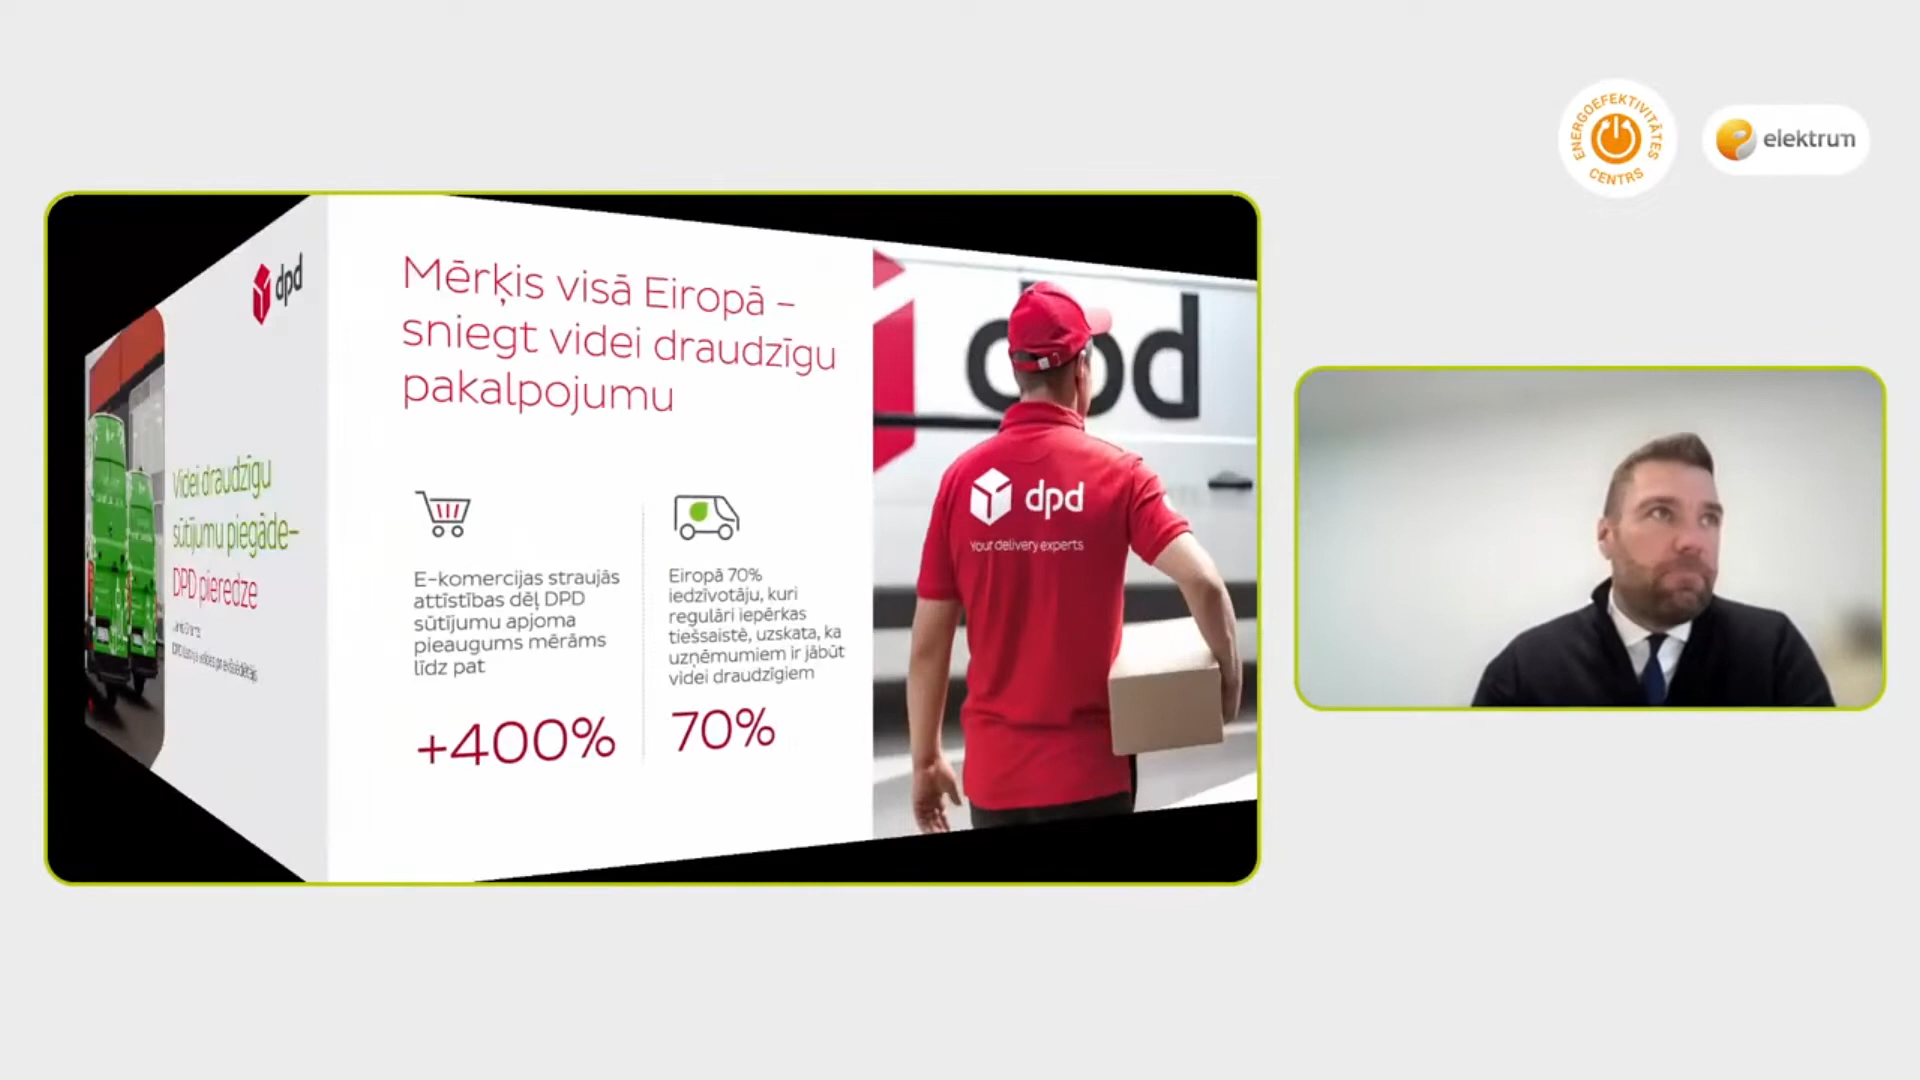 ENERGOEFEKTIVITĀTES
CENTRS
elektrum
dpd
Videi draudzīgu
sūtījumu piegāde–
DPD pieredze
Mērķis visā Eiropā –
sniegt videi draudzīgu
pakalpojumu
E-komercijas straujās
attīstības dēļ DPD
sūtījumu apjoma
pieaugums mērāms
līdz pat
+400%
Eiropā 70%
iedzīvotāju, kuri
regulāri iepērkas
tiešsaistē, uzskata, ka
uzņēmumiem ir jābūt
videi draudzīgiem
70%
dpd
dpd
Your delivery experts